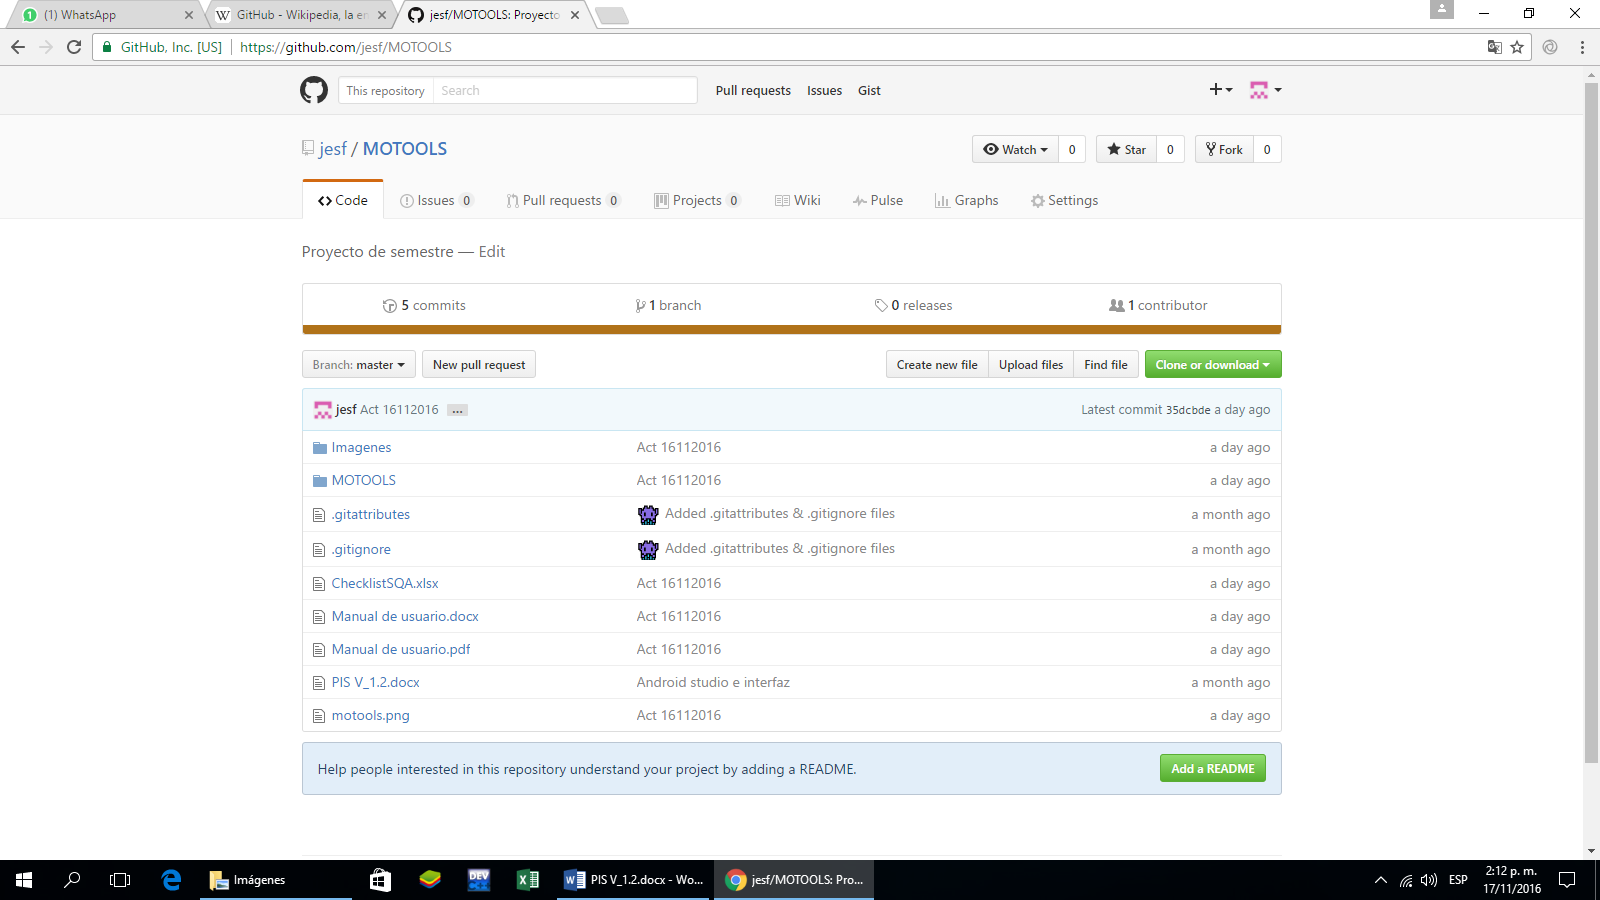 (1) WhatsApp
GitHub - Wikipedia, la en
jesf/MOTOOLS: Proyecto
GitHub, Inc. [US] https://github.com/jesf/MOTOOLS
This repository Search Pull requests Issues Gist
jesf / MOTOOLS
Watch 0 Star 0 Fork 0
Code Issues 0 Pull requests 0 Projects 0 Wiki Pulse Graphs Settings
Proyecto de semestre — Edit
5 commits 1 branch 0 releases 1 contributor
Branch: master New pull request Create new file Upload files Find file Clone or download
jesf Act 16112016 ... Latest commit 35dcbde a day ago
Imagenes Act 16112016 a day ago
MOTOOLS Act 16112016 a day ago
.gitattributes Added .gitattributes & .gitignore files a month ago
.gitignore Added .gitattributes & .gitignore files a month ago
ChecklistSQA.xlsx Act 16112016 a day ago
Manual de usuario.docx Act 16112016 a day ago
Manual de usuario.pdf Act 16112016 a day ago
PIS V_1.2.docx Android studio e interfaz a month ago
motools.png Act 16112016 a day ago
Help people interested in this repository understand your project by adding a README. Add a README
Imágenes DEV PIS V_1.2.docx - Wo... jesf/MOTOOLS: Pro... ESP 2:12 p. m.
17/11/2016